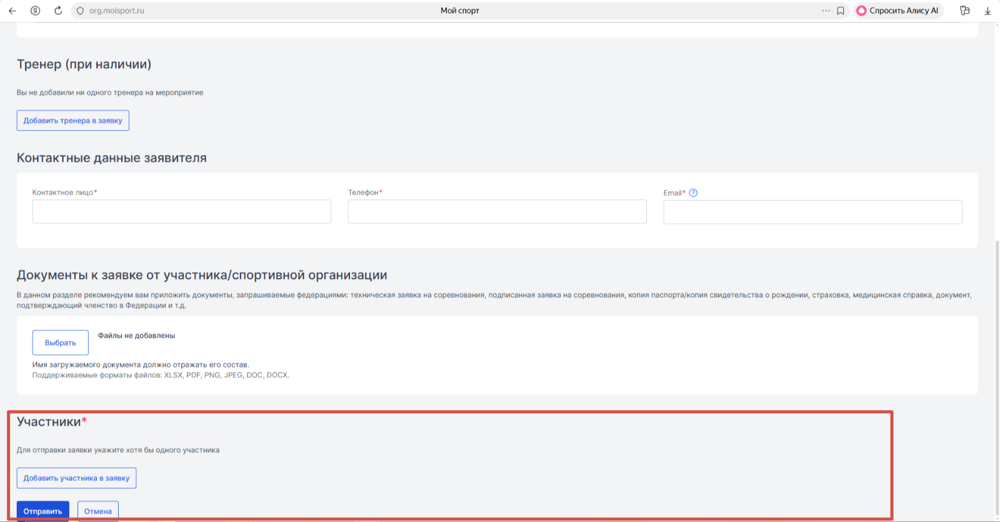 org.moisport.ru
Мой спорт
Спросить Алису AI
Тренер (при наличии)
Вы не добавили ни одного тренера на мероприятие
Добавить тренера в заявку
Контактные данные заявителя
Контактное лицо*
Телефон*
Email* ?
Документы к заявке от участника/спортивной организации
В данном разделе рекомендуем вам приложить документы, запрашиваемые федерациями: техническая заявка на соревнования, подписанная заявка на соревнования, копия паспорта/копия свидетельства о рождении, страховка, медицинская справка, документ,
подтверждающий членство в Федерации и т.д.
Выбрать
Файлы не добавлены
Имя загружаемого документа должно отражать его состав.
Поддерживаемые форматы файлов: XLSX, PDF, PNG, JPEG, DOC, DOCX.
Участники*
Для отправки заявки укажите хотя бы одного участника
Добавить участника в заявку
Отправить
Отмена